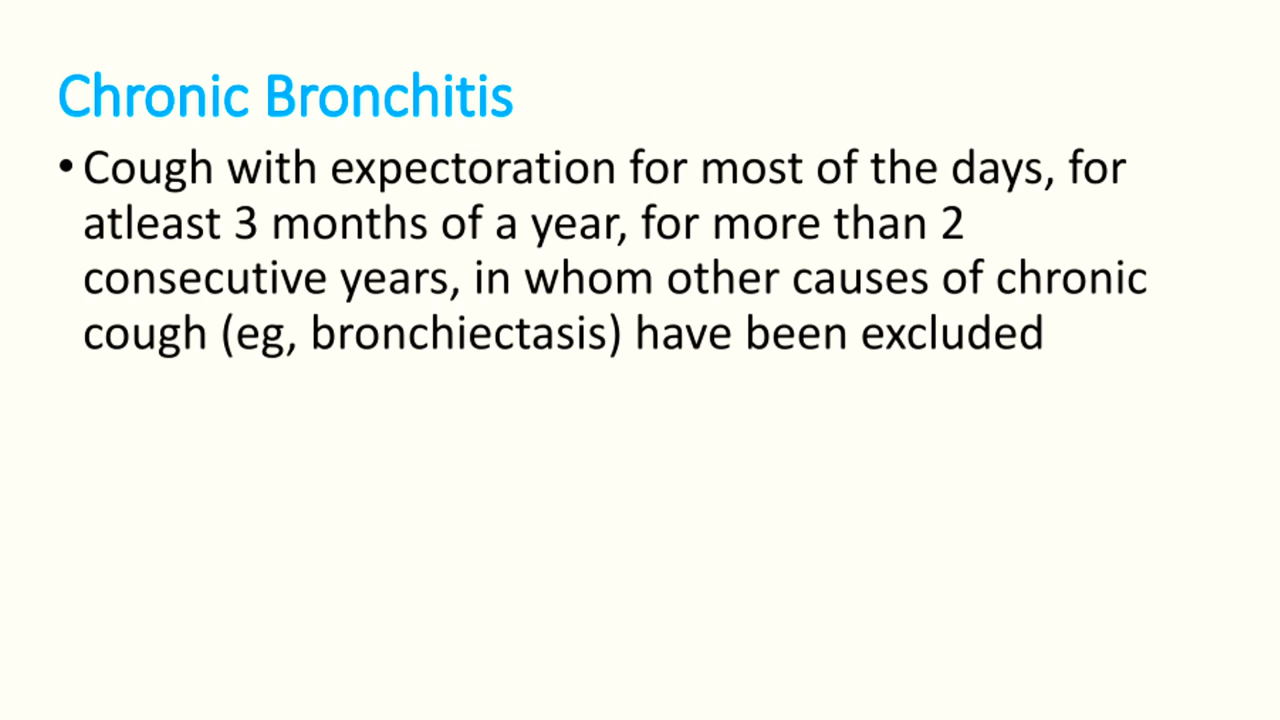 Chronic Bronchitis
• Cough with expectoration for most of the days, for
atleast 3 months of a year, for more than 2
consecutive years, in whom other causes of chronic
cough (eg, bronchiectasis) have been excluded